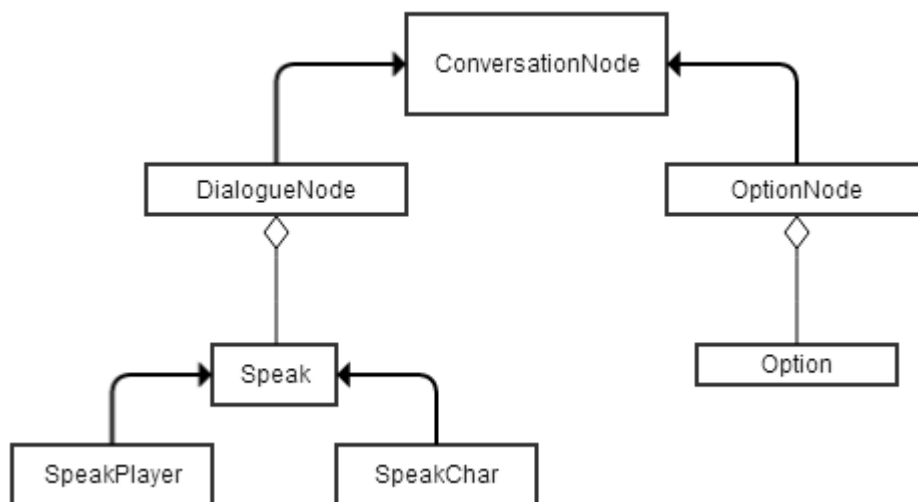 ConversationNode
DialogueNode
OptionNode
Speak
Option
SpeakPlayer
SpeakChar